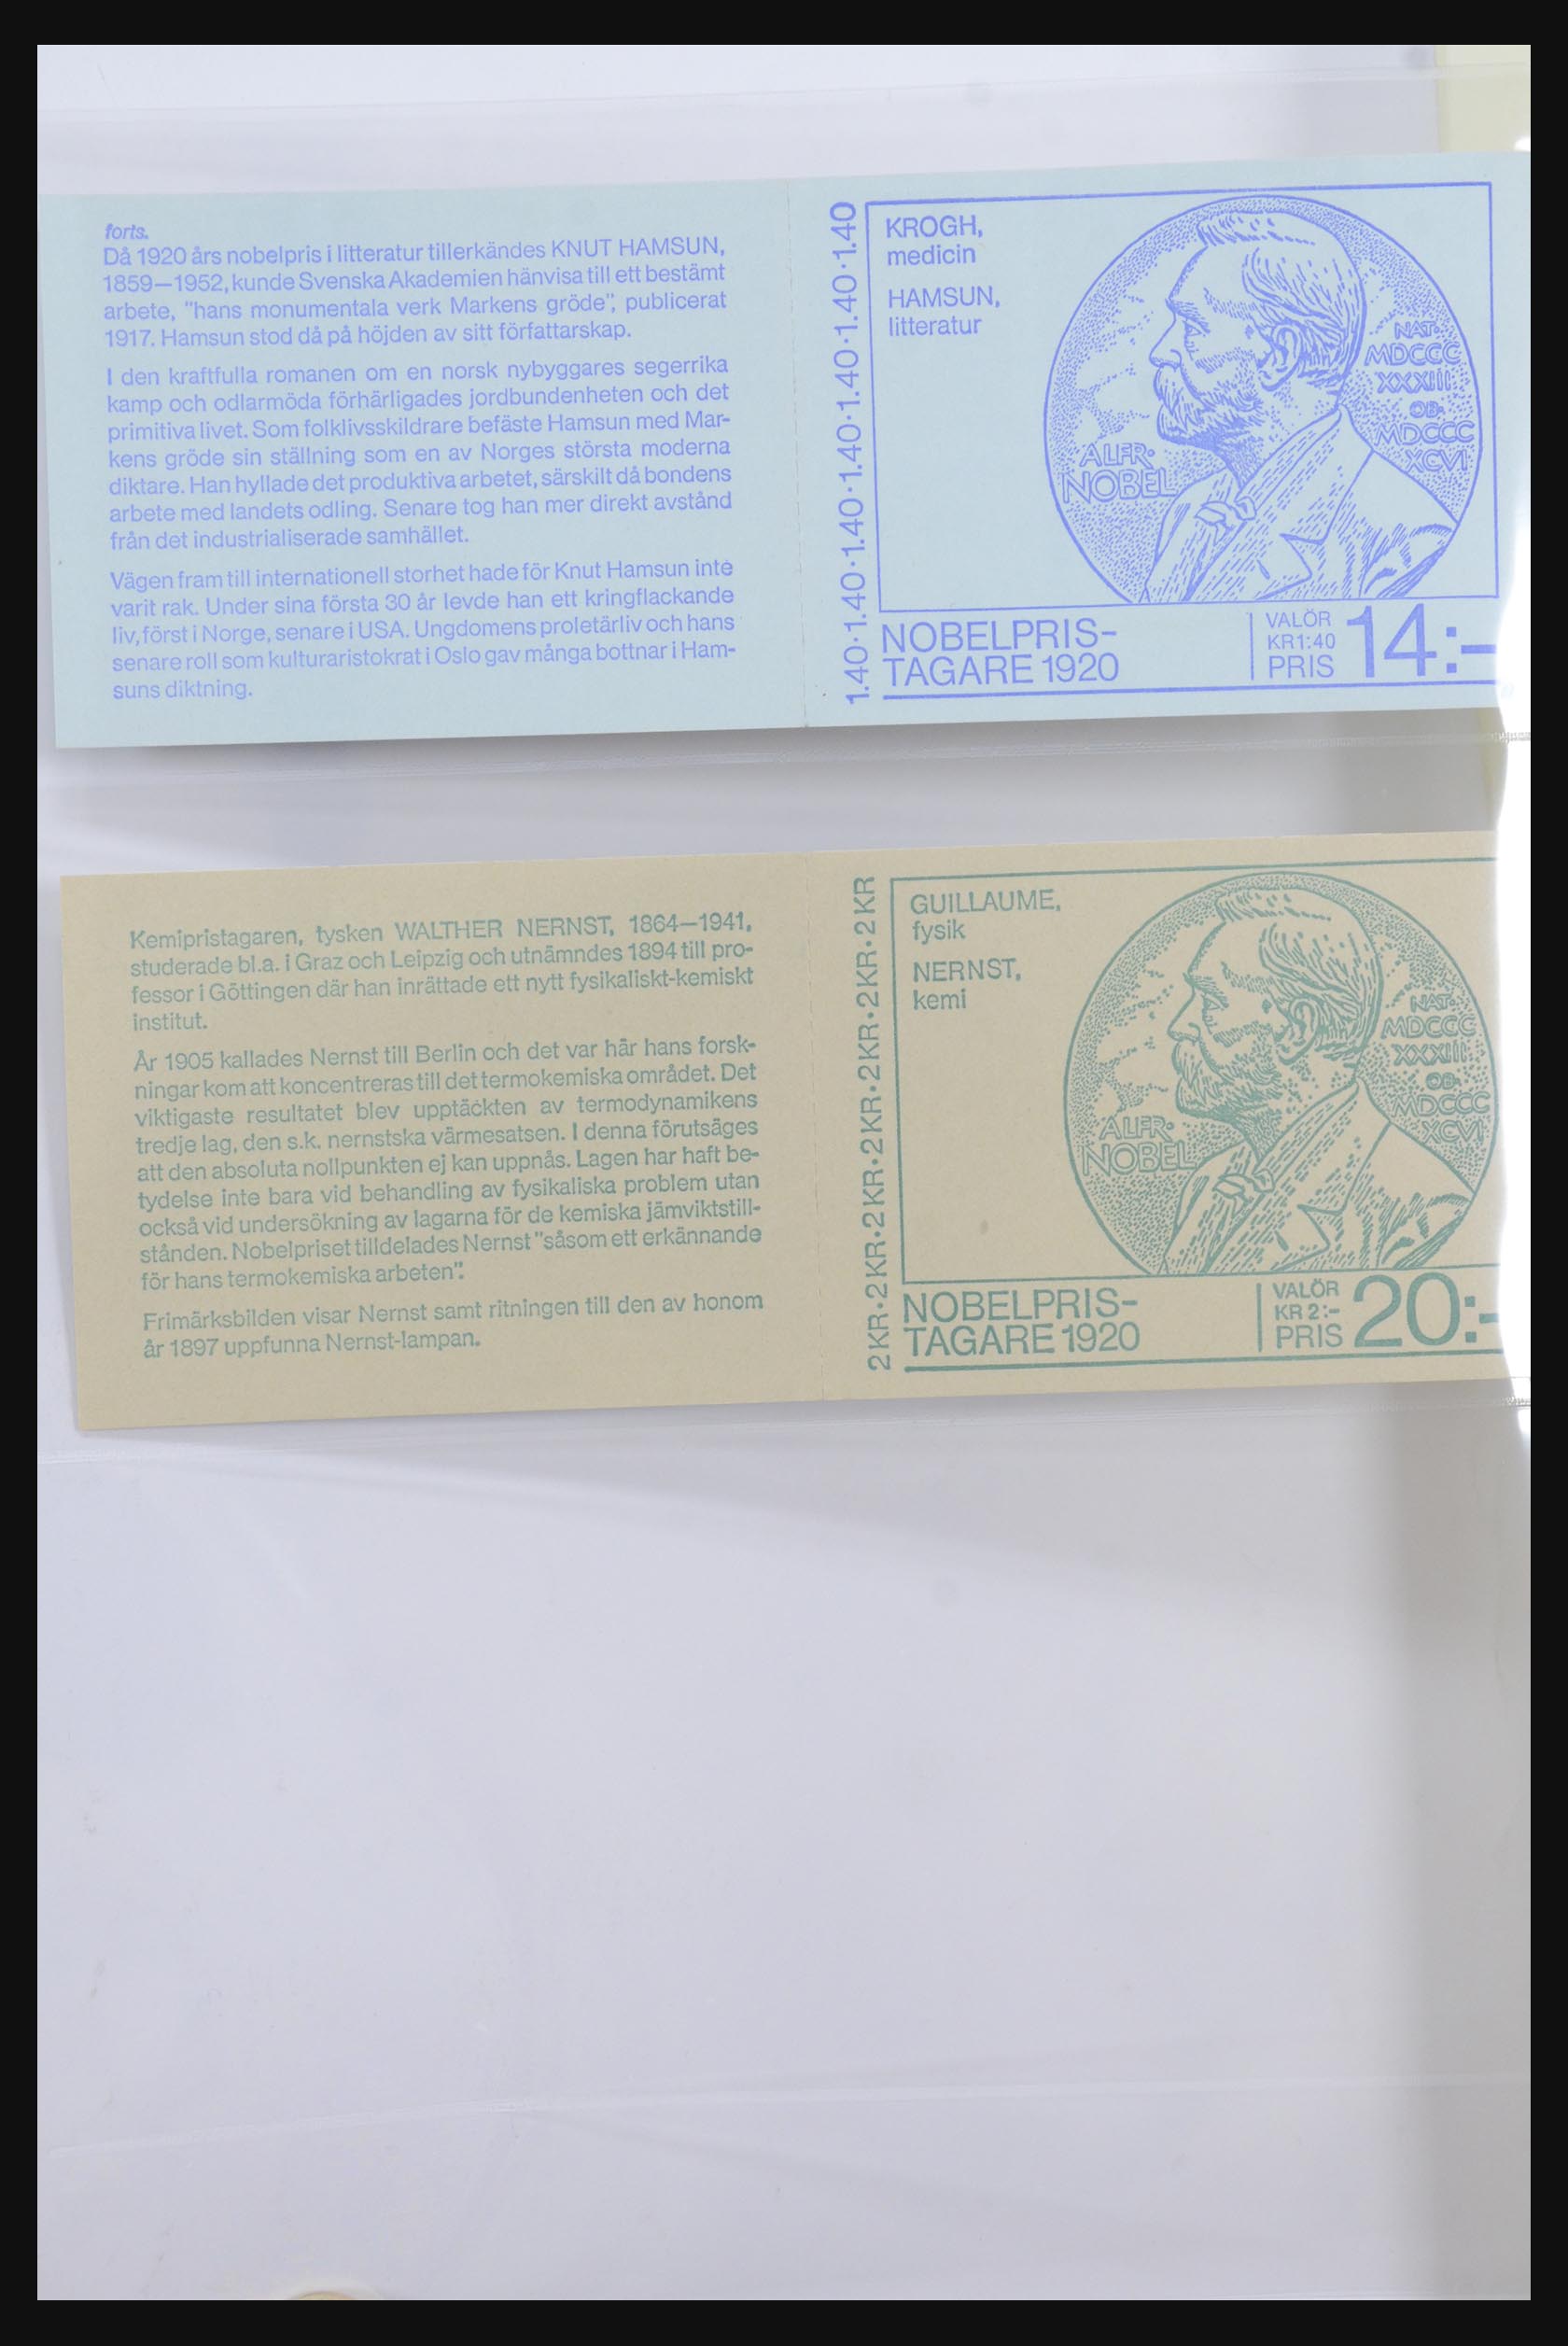 forts.
Då 1920 års nobelpris i litteratur tillerkändes KNUT HAMSUN,
1859–1952, kunde Svenska Akademien hänvisa till ett bestämt
arbete, "hans monumentala verk Markens gröde", publicerat
1917. Hamsun stod då på höjden av sitt författarskap.
I den kraftfulla romanen om en norsk nybyggares segerrika
kamp och odlarmöda förhärligades jordbundenheten och det
primitiva livet. Som folklivsskildrare befäste Hamsun med Mar-
kens gröde sin ställning som en av Norges största moderna
diktare. Han hyllade det produktiva arbetet, särskilt då bondens
arbete med landets odling. Senare tog han mer direkt avstånd
från det industrialiserade samhället.
Vägen fram till internationell storhet hade för Knut Hamsun inte
varit rak. Under sina första 30 år levde han ett kringflackande
liv, först i Norge, senare i USA. Ungdomens proletärliv och hans
senare roll som kulturaristokrat i Oslo gav många bottnar i Ham-
suns diktning.
1.40·1.40·1.40·1.40·1.40·1.40·1.40
KROGH,
medicin
HAMSUN,
litteratur
ALFR·
NOBEL
NAT·
MDCCC
XXXIII
OB·
MDCCC
XCVI
NOBELPRIS-
TAGARE 1920
VALÖR
KR1:40
PRIS
14:–
Kemipristagaren, tysken WALTHER NERNST, 1864–1941,
studerade bl.a. i Graz och Leipzig och utnämndes 1894 till pro-
fessor i Göttingen där han inrättade ett nytt fysikaliskt-kemiskt
institut.
År 1905 kallades Nernst till Berlin och det var här hans forsk-
ningar kom att koncentreras till det termokemiska området. Det
viktigaste resultatet blev upptäckten av termodynamikens
tredje lag, den s.k. nernstska värmesatsen. I denna förutsäges
att den absoluta nollpunkten ej kan uppnås. Lagen har haft be-
tydelse inte bara vid behandling av fysikaliska problem utan
också vid undersökning av lagarna för de kemiska jämviktstill-
stånden. Nobelpriset tilldelades Nernst "såsom ett erkännande
för hans termokemiska arbeten".
Frimärksbilden visar Nernst samt ritningen till den av honom
år 1897 uppfunna Nernst-lampan.
2KR·2KR·2KR·2KR·2KR·2KR·2KR·2KR
GUILLAUME,
fysik
NERNST,
kemi
ALFR·
NOBEL
NAT·
MDCCC
XXXIII
OB·
MDCCC
XCVI
NOBELPRIS-
TAGARE 1920
VALÖR
KR 2:–
PRIS
20:–